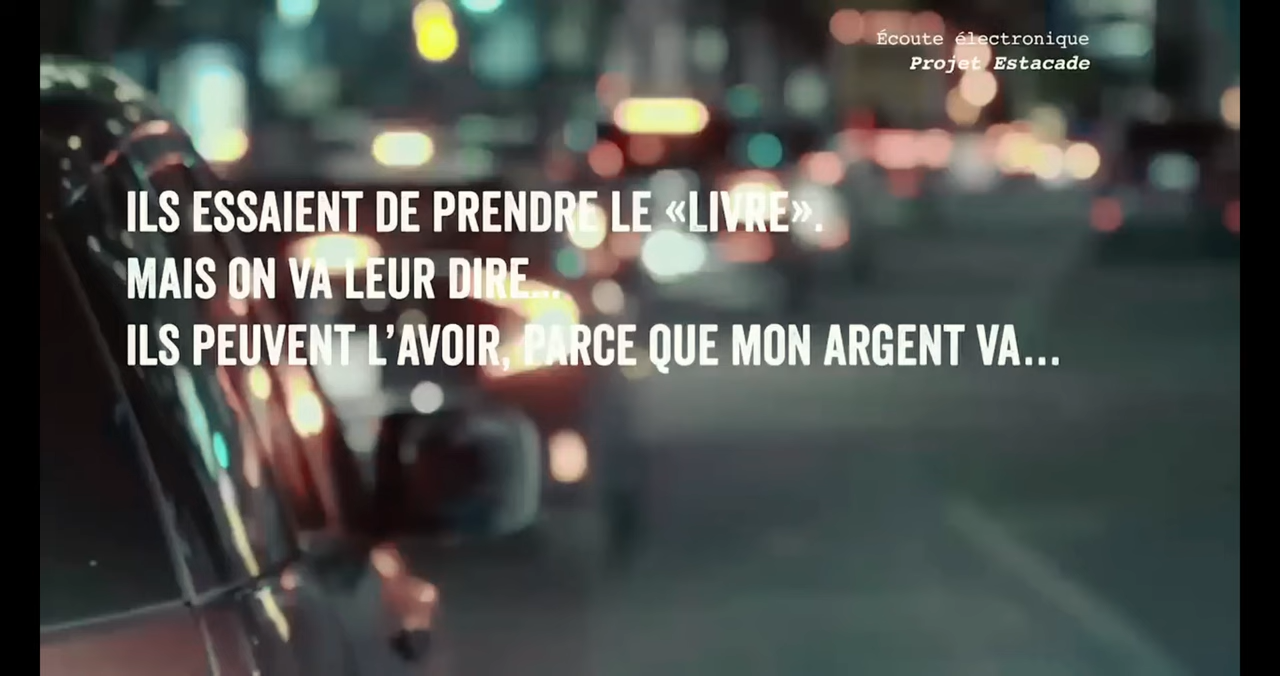 Écoute électronique
Projet Estacade
ILS ESSAIENT DE PRENDRE LE «LIVRE».
MAIS ON VA LEUR DIRE...
ILS PEUVENT L’AVOIR, PARCE QUE MON ARGENT VA...